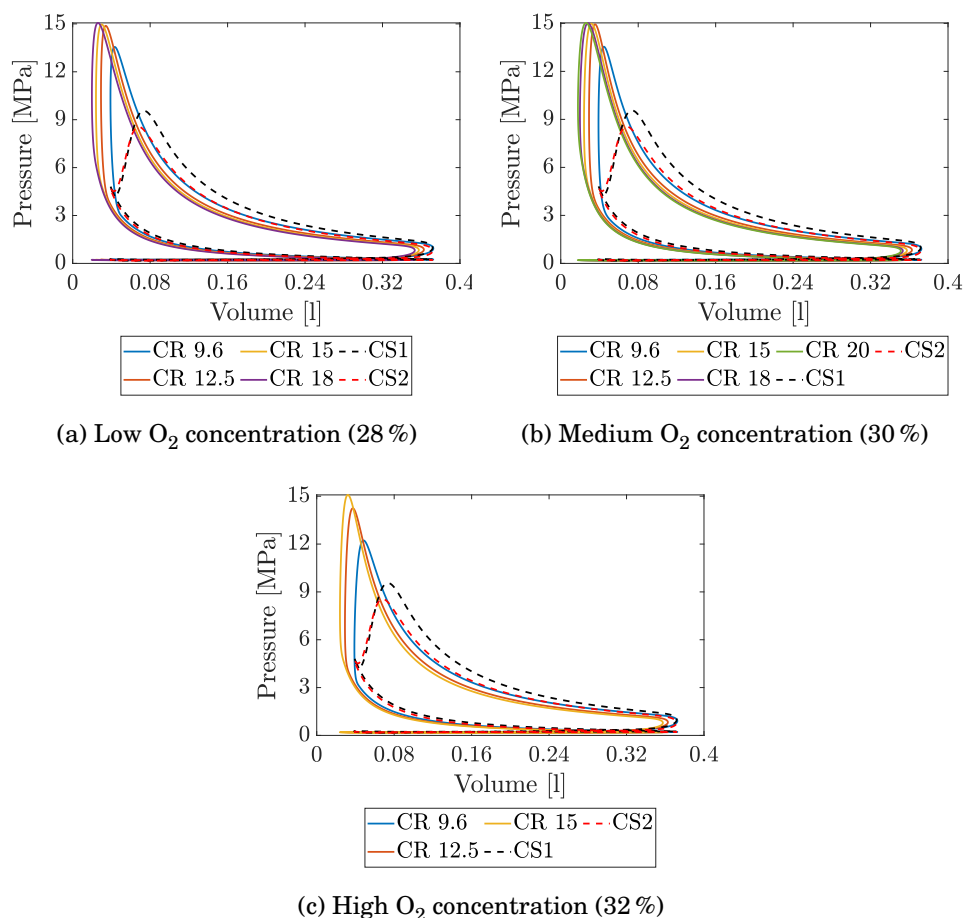 15
12
9
6
3
0
Pressure [MPa]
0 0.08 0.16 0.24 0.32 0.4
Volume [l]
CR 9.6 CR 15 CS1
CR 12.5 CR 18 CS2
(a) Low O₂ concentration (28 %)
15
12
9
6
3
0
Pressure [MPa]
0 0.08 0.16 0.24 0.32 0.4
Volume [l]
CR 9.6 CR 15 CR 20 CS2
CR 12.5 CR 18 CS1
(b) Medium O₂ concentration (30 %)
15
12
9
6
3
0
Pressure [MPa]
0 0.08 0.16 0.24 0.32 0.4
Volume [l]
CR 9.6 CR 15 CS2
CR 12.5 CS1
(c) High O₂ concentration (32 %)